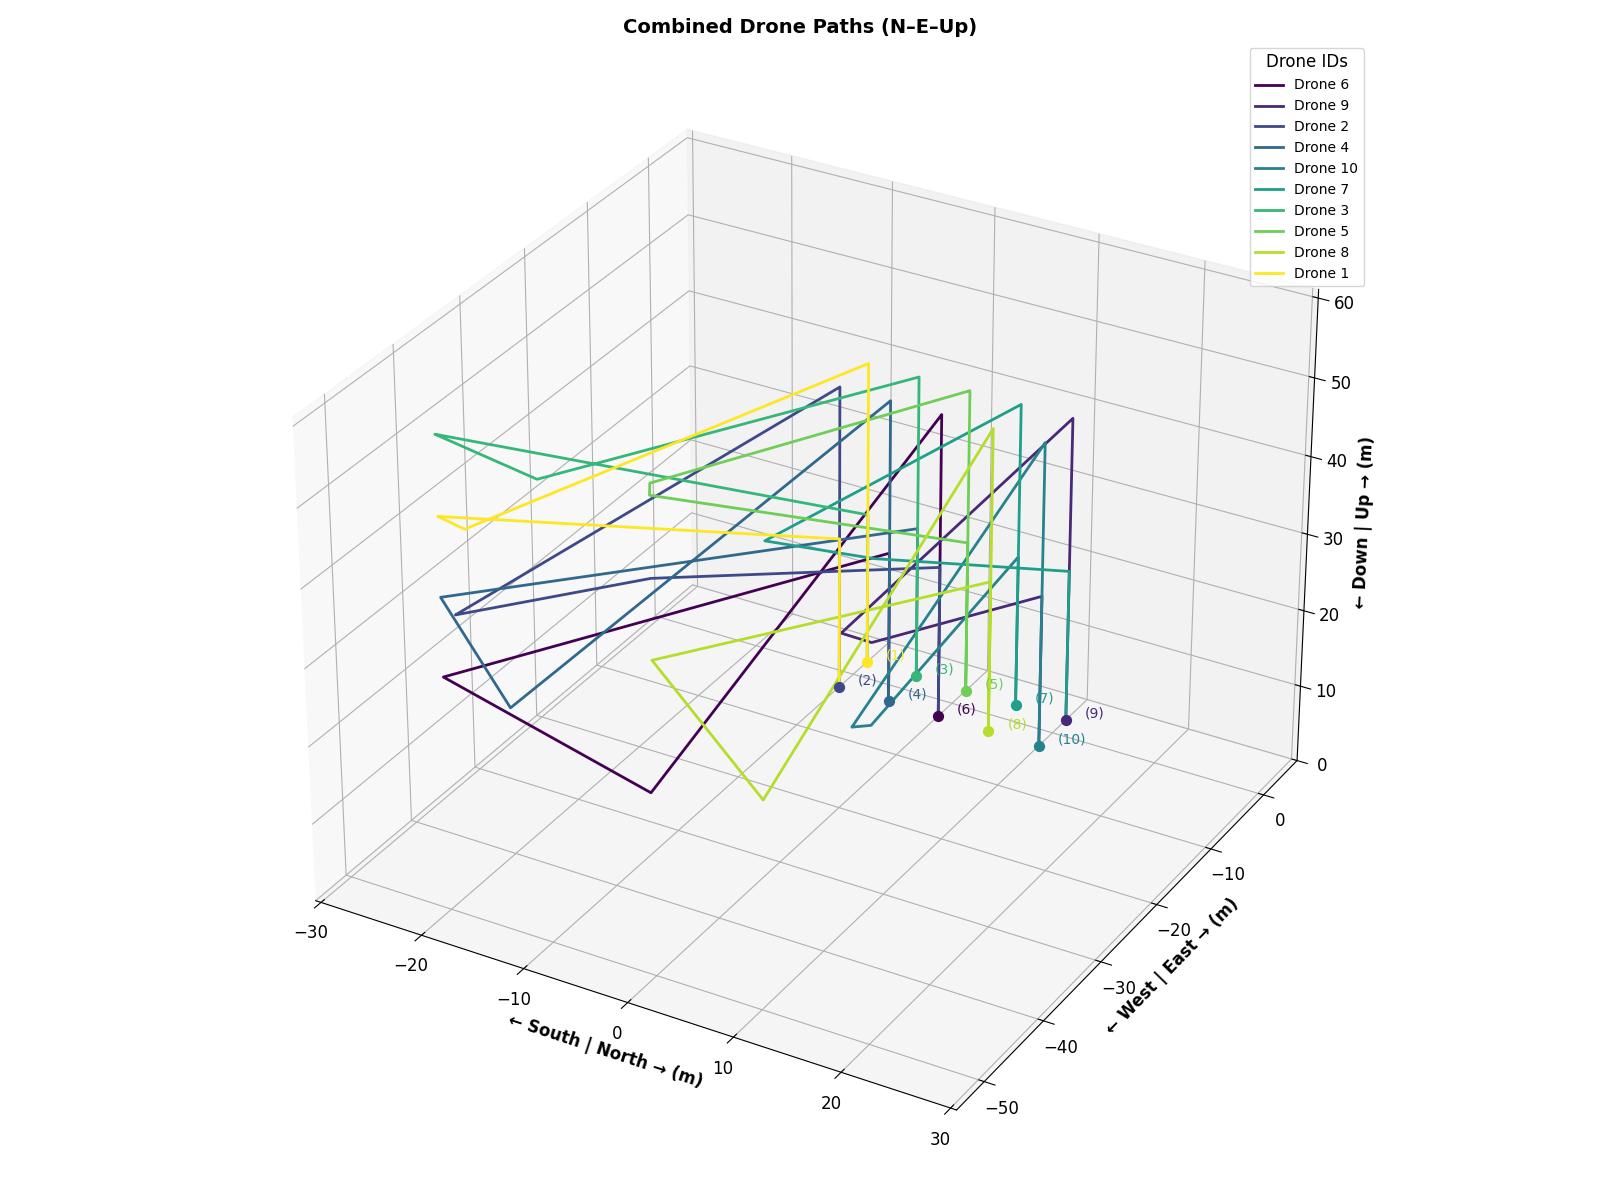 Combined Drone Paths (N–E–Up)
Drone IDs
Drone 6
Drone 9
Drone 2
Drone 4
Drone 10
Drone 7
Drone 3
Drone 5
Drone 8
Drone 1
60
50
40
30
20
10
0
← Down | Up → (m)
(1)
(2)
(3)
(4)
(5)
(6)
(7)
(8)
(9)
(10)
0
−10
−20
−30
−40
−50
← West | East → (m)
−30
−20
−10
0
10
20
30
← South | North → (m)